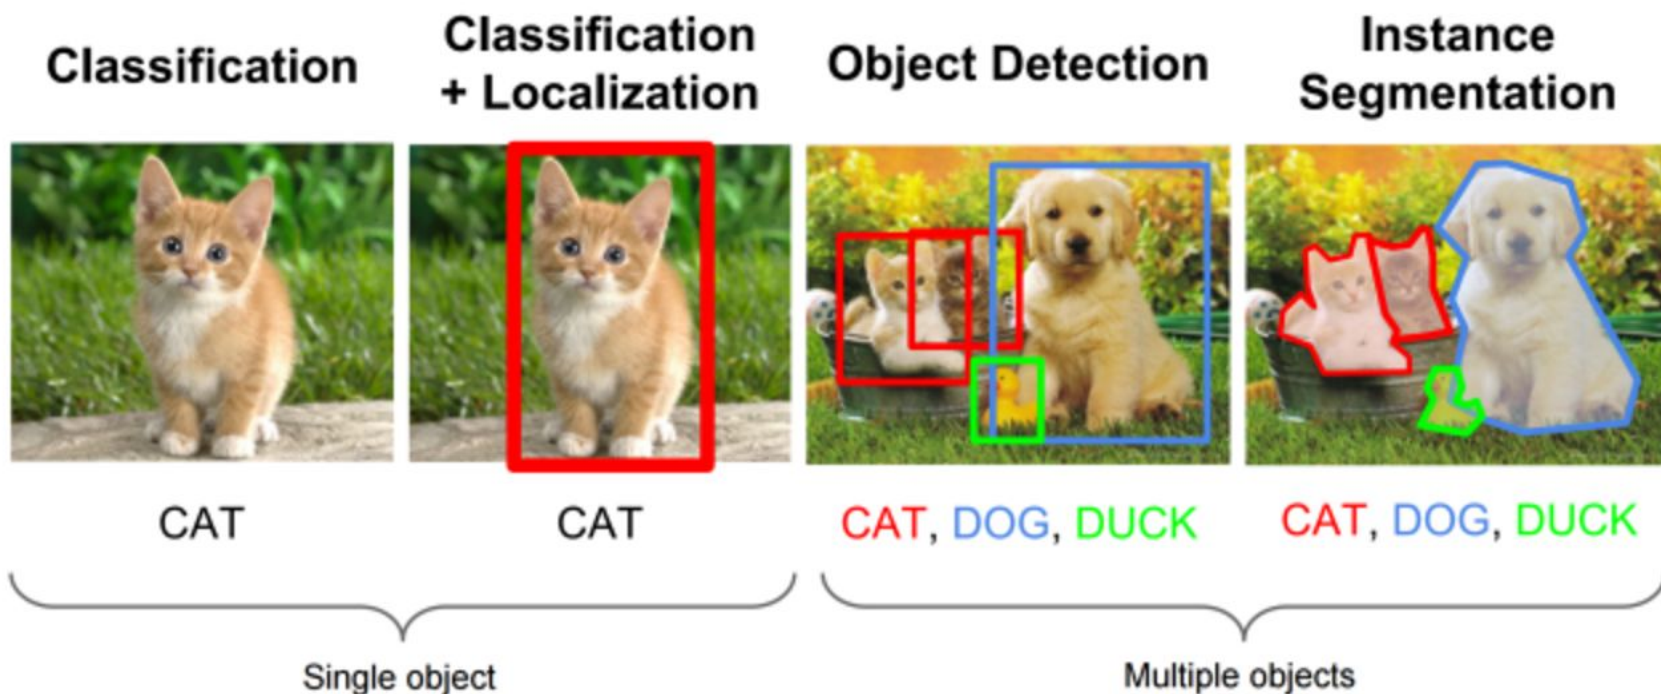 Classification
Classification
+ Localization
Object Detection
Instance
Segmentation
CAT
CAT
CAT, DOG, DUCK
CAT, DOG, DUCK
Single object
Multiple objects